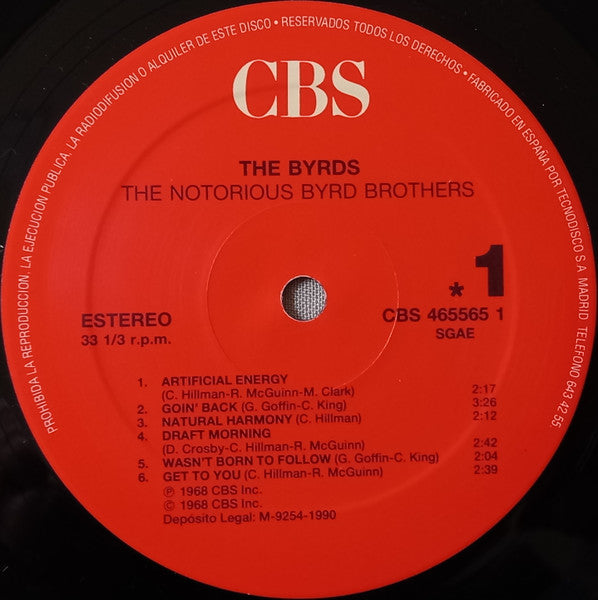 PROHIBIDA LA REPRODUCCION. LA EJECUCION PUBLICA. LA RADIODIFUSION O ALQUILER DE ESTE DISCO • RESERVADOS TODOS LOS DERECHOS • FABRICADO EN ESPAÑA POR TECNODISCO S A MADRID TELEFONO 643 42 55
CBS
THE BYRDS
THE NOTORIOUS BYRD BROTHERS
* 1
ESTEREO
33 1/3 r.p.m.
CBS 465565 1
SGAE
1. ARTIFICIAL ENERGY
(C. Hillman-R. McGuinn-M. Clark) 2:17
2. GOIN' BACK (G. Goffin-C. King) 3:26
3. NATURAL HARMONY (C. Hillman) 2:12
4. DRAFT MORNING
(D. Crosby-C. Hillman-R. McGuinn) 2:42
5. WASN'T BORN TO FOLLOW (G. Goffin-C. King) 2:04
6. GET TO YOU (C. Hillman-R. McGuinn) 2:39
℗ 1968 CBS Inc.
© 1968 CBS Inc.
Depósito Legal: M-9254-1990